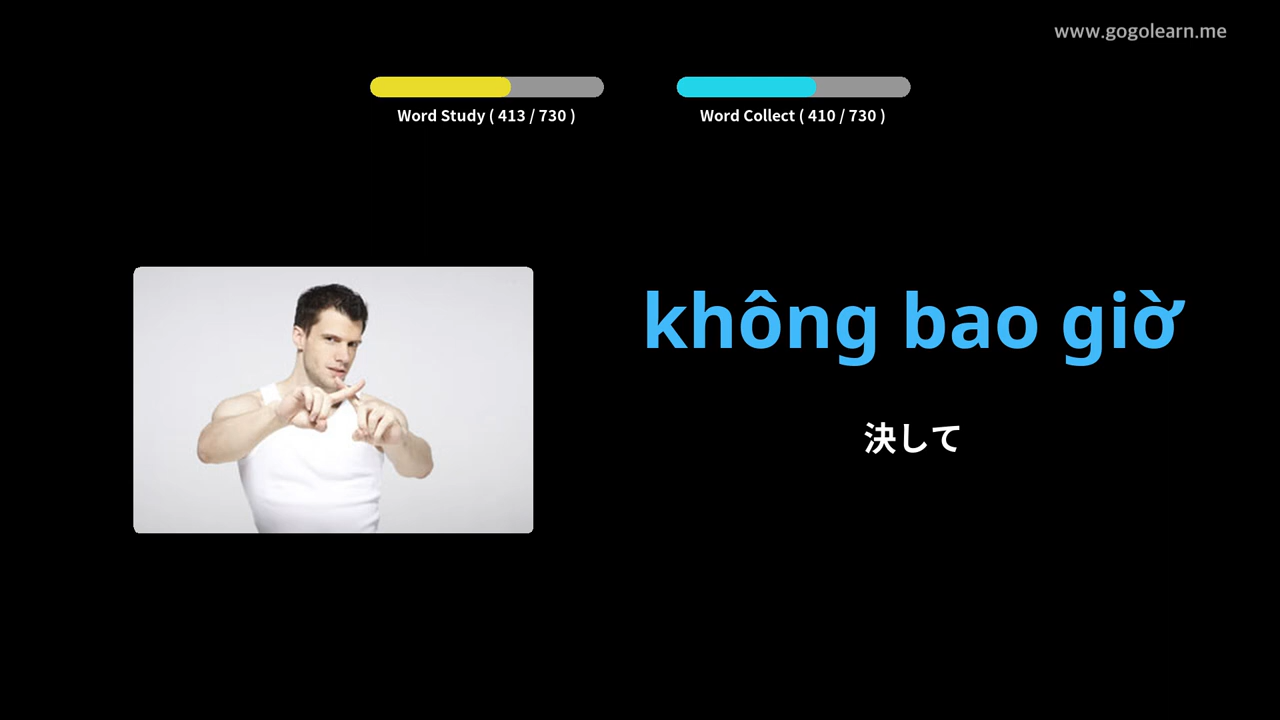 www.gogolearn.me
Word Study ( 413 / 730 )
Word Collect ( 410 / 730 )
không bao giờ
決して